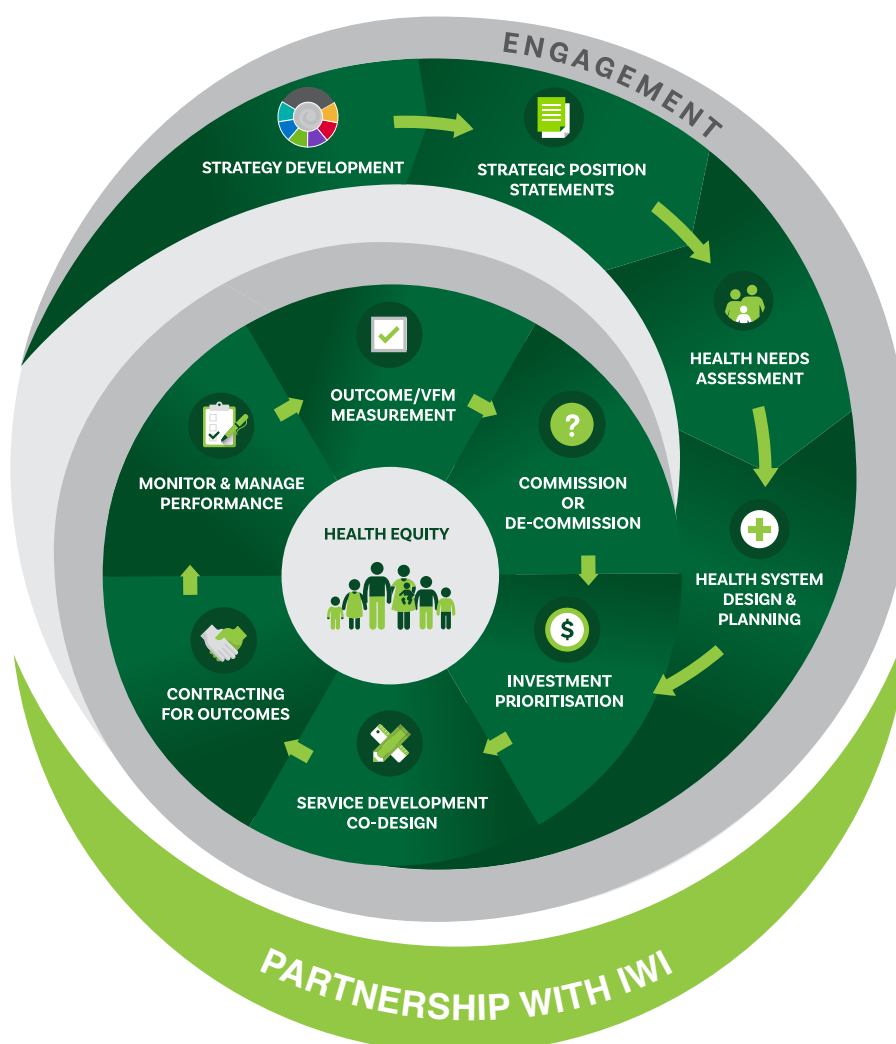 ENGAGEMENT
STRATEGY DEVELOPMENT
STRATEGIC POSITION
STATEMENTS
HEALTH NEEDS
ASSESSMENT
HEALTH SYSTEM
DESIGN &
PLANNING
OUTCOME/VFM
MEASUREMENT
COMMISSION
OR
DE-COMMISSION
INVESTMENT
PRIORITISATION
SERVICE DEVELOPMENT
CO-DESIGN
CONTRACTING
FOR OUTCOMES
MONITOR & MANAGE
PERFORMANCE
HEALTH EQUITY
?
$
PARTNERSHIP WITH IWI